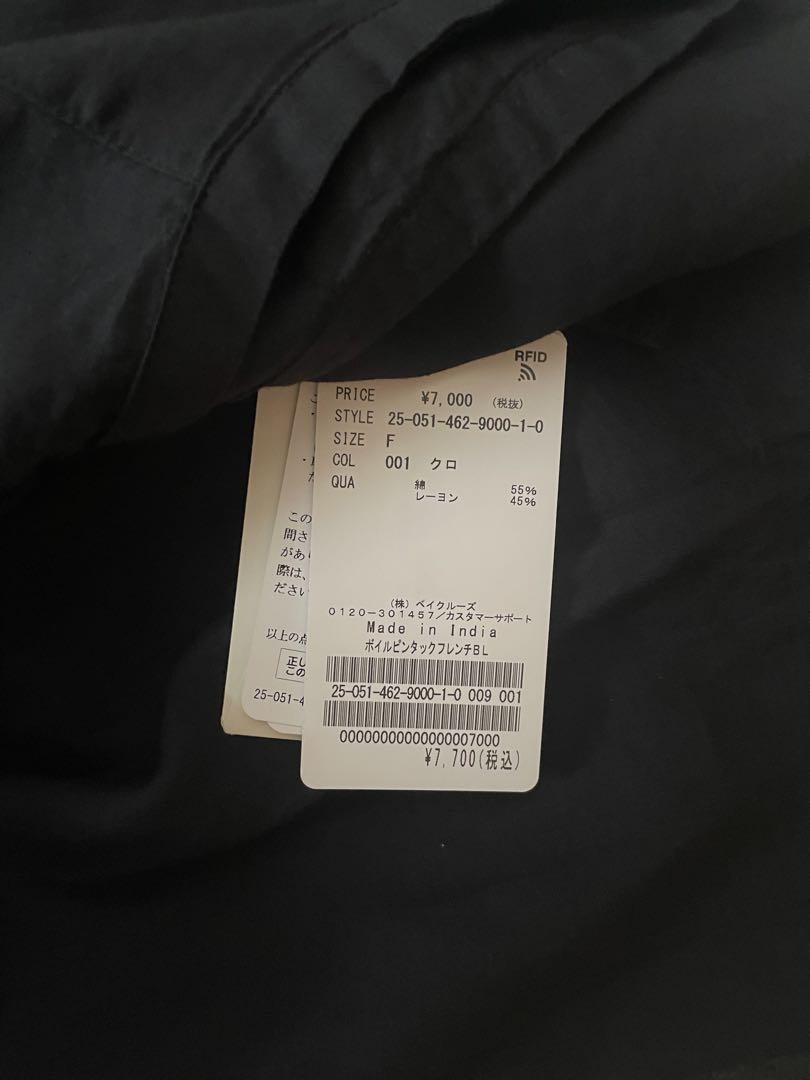 RFID
PRICE ¥7,000 (税抜)
STYLE 25-051-462-9000-1-0
SIZE F
COL 001 クロ
QUA 綿 55%
レーヨン 45%
(株)ベイクルーズ
0120-301457/カスタマーサポート
Made in India
ボイルピンタックフレンチBL
25-051-462-9000-1-0 009 001
00000000000000007000
¥7,700(税込)
この
間さ
があ
際は、
ださい
以上の点
正し
この
25-051-4